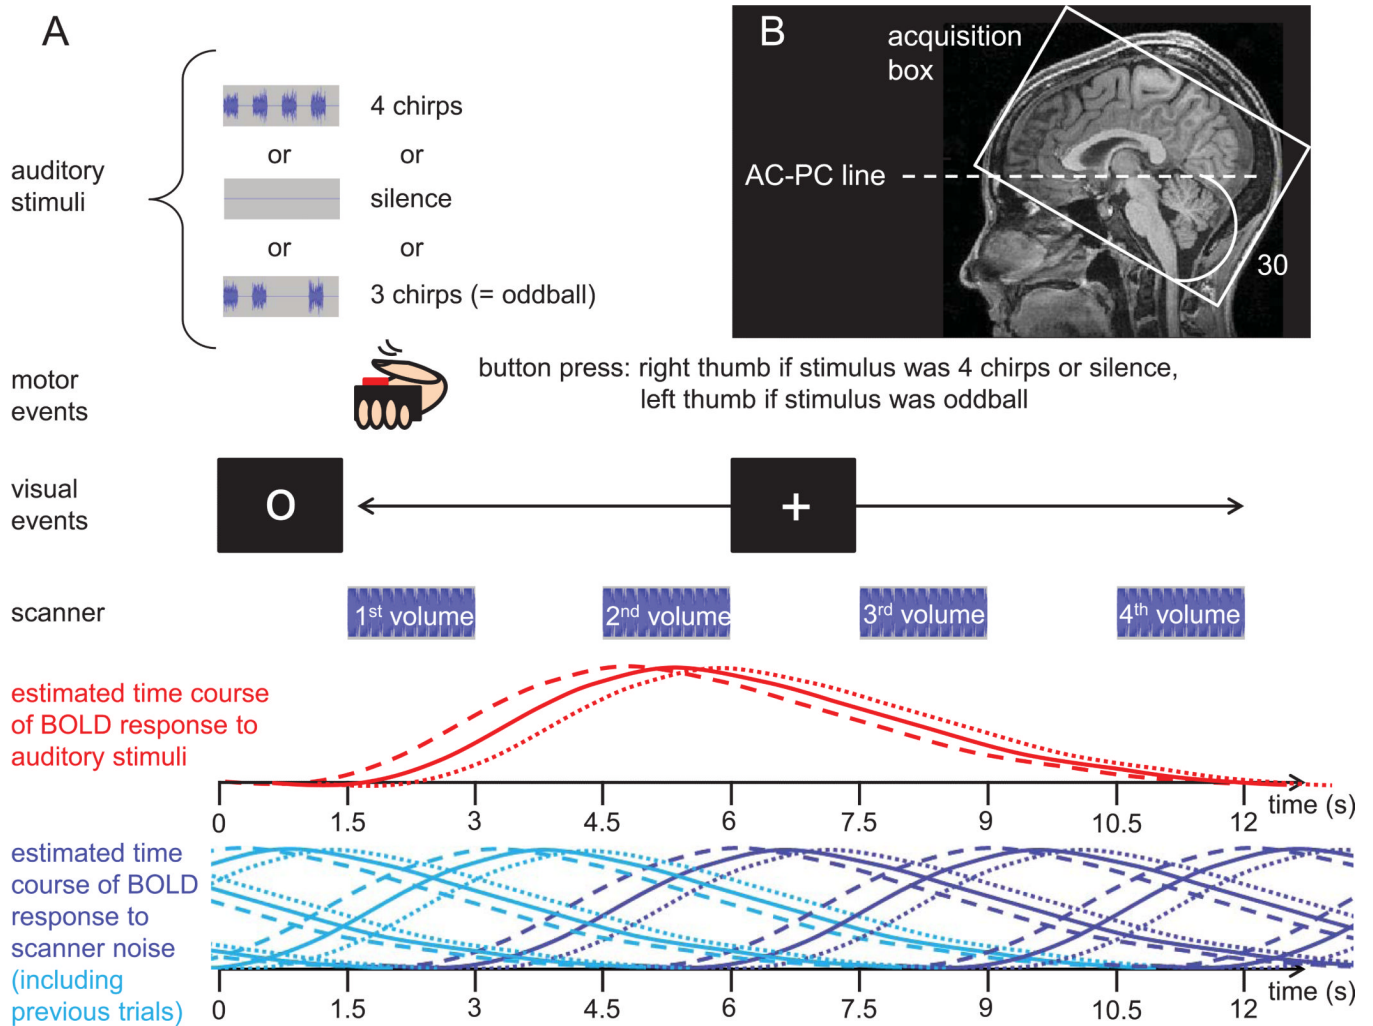 A
auditory
stimuli
4 chirps
or
or
silence
or
or
3 chirps (= oddball)
B
acquisition
box
AC-PC line
30
motor
events
button press: right thumb if stimulus was 4 chirps or silence,
left thumb if stimulus was oddball
visual
events
O
+
scanner
1st volume
2nd volume
3rd volume
4th volume
estimated time course
of BOLD response to
auditory stimuli
0 1.5 3 4.5 6 7.5 9 10.5 12 time (s)
estimated time
course of BOLD
response to
scanner noise
(including
previous trials)
0 1.5 3 4.5 6 7.5 9 10.5 12 time (s)